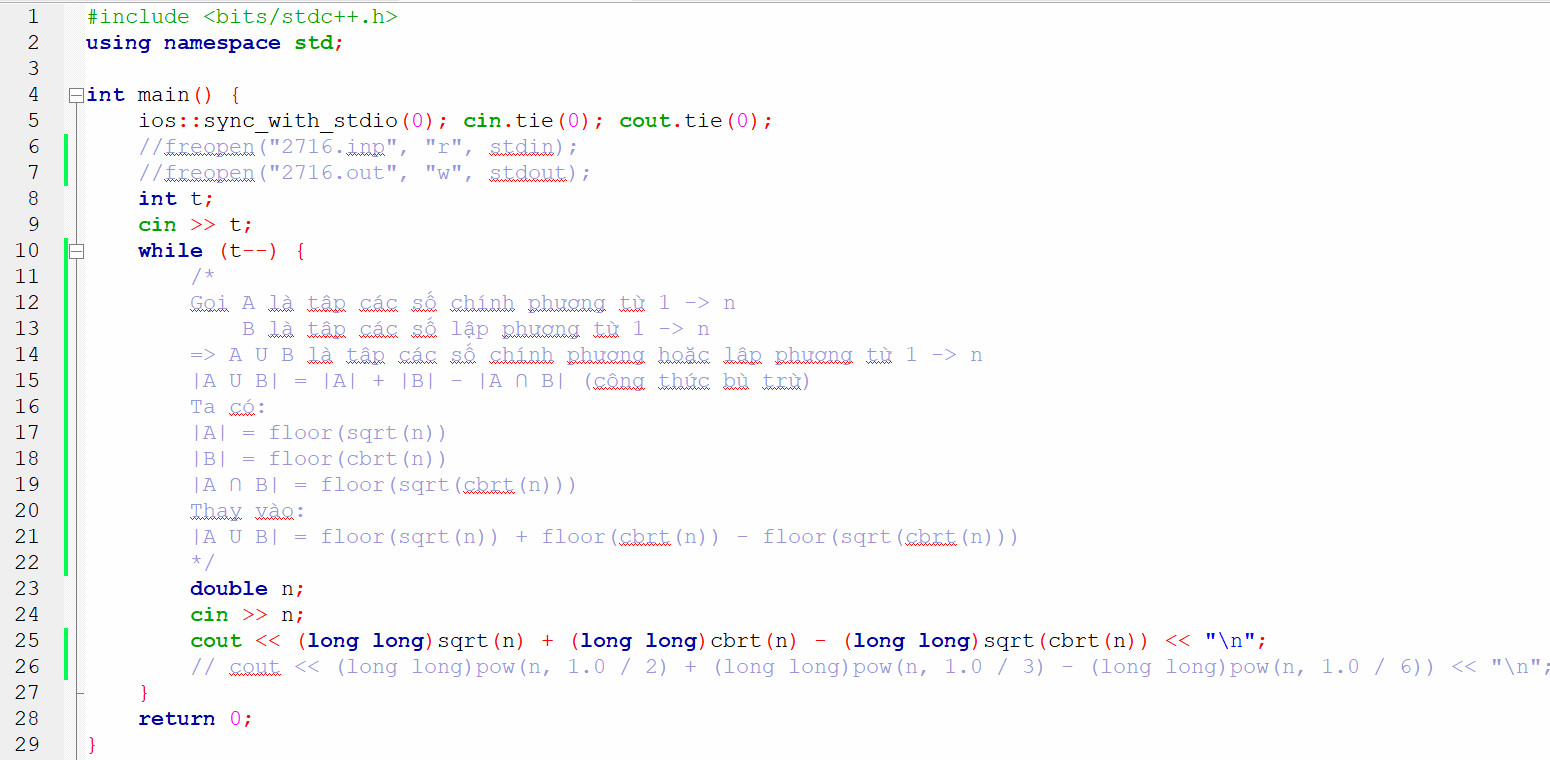 1 #include <bits/stdc++.h>
2 using namespace std;
3
4 int main() {
5 ios::sync_with_stdio(0); cin.tie(0); cout.tie(0);
6 //freopen("2716.inp", "r", stdin);
7 //freopen("2716.out", "w", stdout);
8 int t;
9 cin >> t;
10 while (t--) {
11 /*
12 Gọi A là tập các số chính phương từ 1 -> n
13 B là tập các số lập phương từ 1 -> n
14 => A U B là tập các số chính phương hoặc lập phương từ 1 -> n
15 |A U B| = |A| + |B| - |A ∩ B| (công thức bù trừ)
16 Ta có:
17 |A| = floor(sqrt(n))
18 |B| = floor(cbrt(n))
19 |A ∩ B| = floor(sqrt(cbrt(n)))
20 Thay vào:
21 |A U B| = floor(sqrt(n)) + floor(cbrt(n)) - floor(sqrt(cbrt(n)))
22 */
23 double n;
24 cin >> n;
25 cout << (long long)sqrt(n) + (long long)cbrt(n) - (long long)sqrt(cbrt(n)) << "\n";
26 // cout << (long long)pow(n, 1.0 / 2) + (long long)pow(n, 1.0 / 3) - (long long)pow(n, 1.0 / 6)) << "\n";
27 }
28 return 0;
29 }